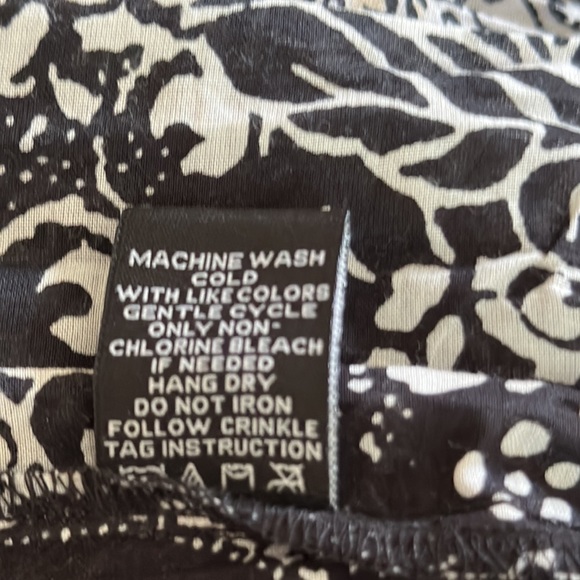 MACHINE WASH
COLD
WITH LIKE COLORS
GENTLE CYCLE
ONLY NON-
CHLORINE BLEACH
IF NEEDED
HANG DRY
DO NOT IRON
FOLLOW CRINKLE
TAG INSTRUCTION